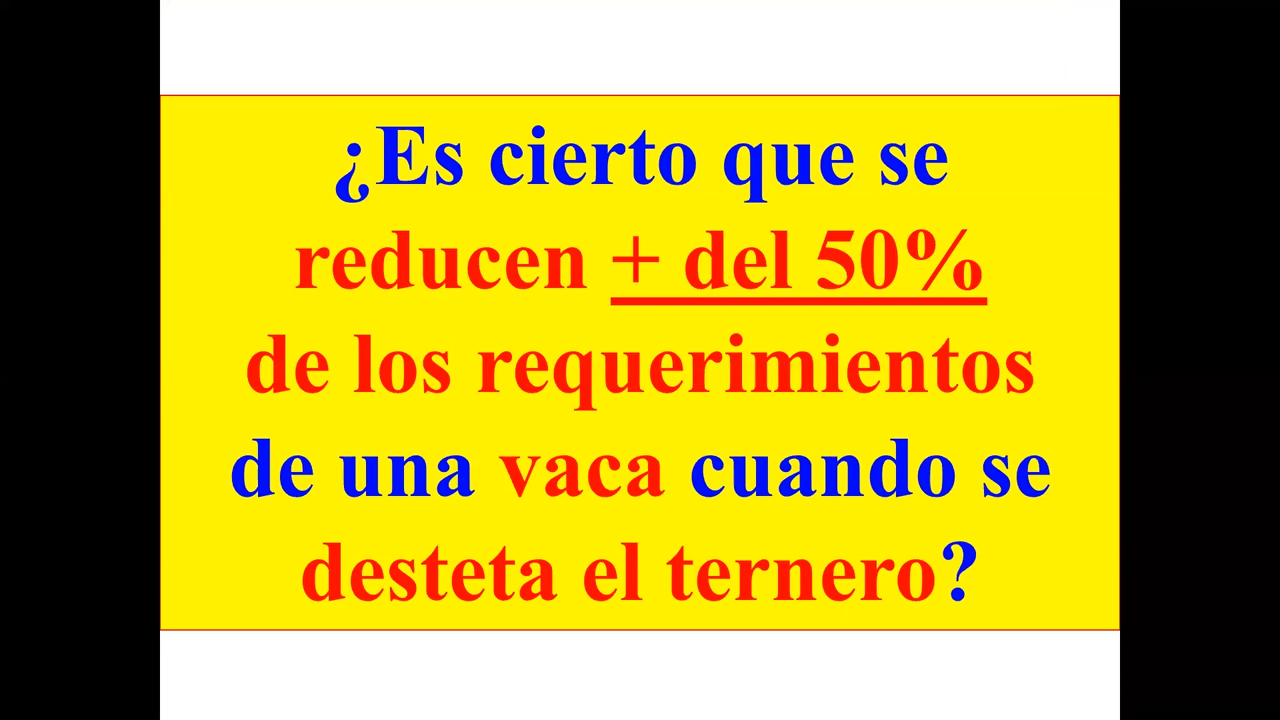 ¿Es cierto que se
reducen + del 50%
de los requerimientos
de una vaca cuando se
desteta el ternero?